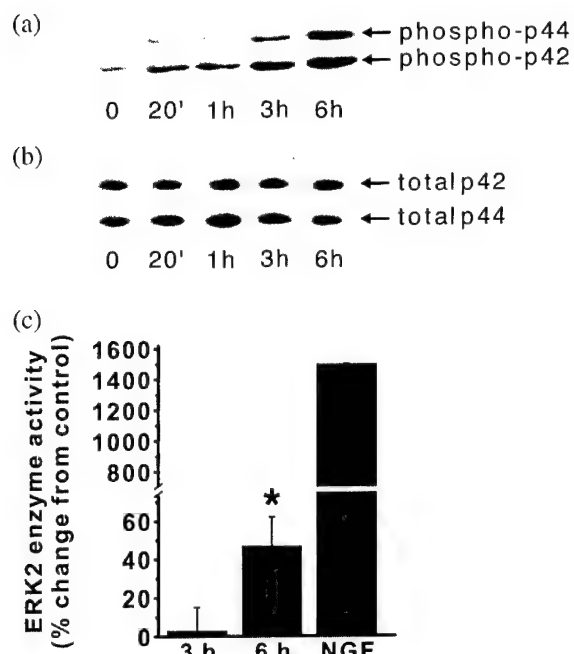 (a)
phospho-p44
phospho-p42
0 20' 1h 3h 6h
(b)
total p42
total p44
0 20' 1h 3h 6h
(c)
ERK2 enzyme activity
(% change from control)
1600
1400
1200
1000
800
60
40
20
0
*
3 h 6 h NGF